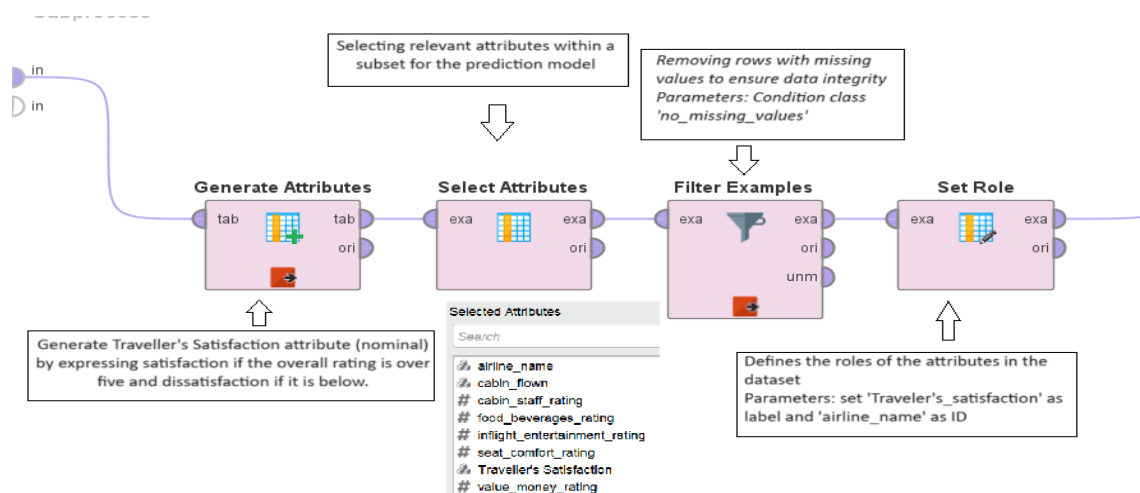 Subprocess
in
in
Selecting relevant attributes within a
subset for the prediction model
Removing rows with missing
values to ensure data integrity
Parameters: Condition class
'no_missing_values'
Generate Attributes
tab
tab
ori
Select Attributes
exa
exa
ori
Filter Examples
exa
exa
ori
unm
Set Role
exa
exa
ori
Generate Traveller's Satisfaction attribute (nominal)
by expressing satisfaction if the overall rating is over
five and dissatisfaction if it is below.
Selected Attributes
Search
airline_name
cabin_flown
# cabin_staff_rating
# food_beverages_rating
# inflight_entertainment_rating
# seat_comfort_rating
Traveller's Satisfaction
# value_money_rating
Defines the roles of the attributes in the
dataset
Parameters: set 'Traveler's_satisfaction' as
label and 'airline_name' as ID